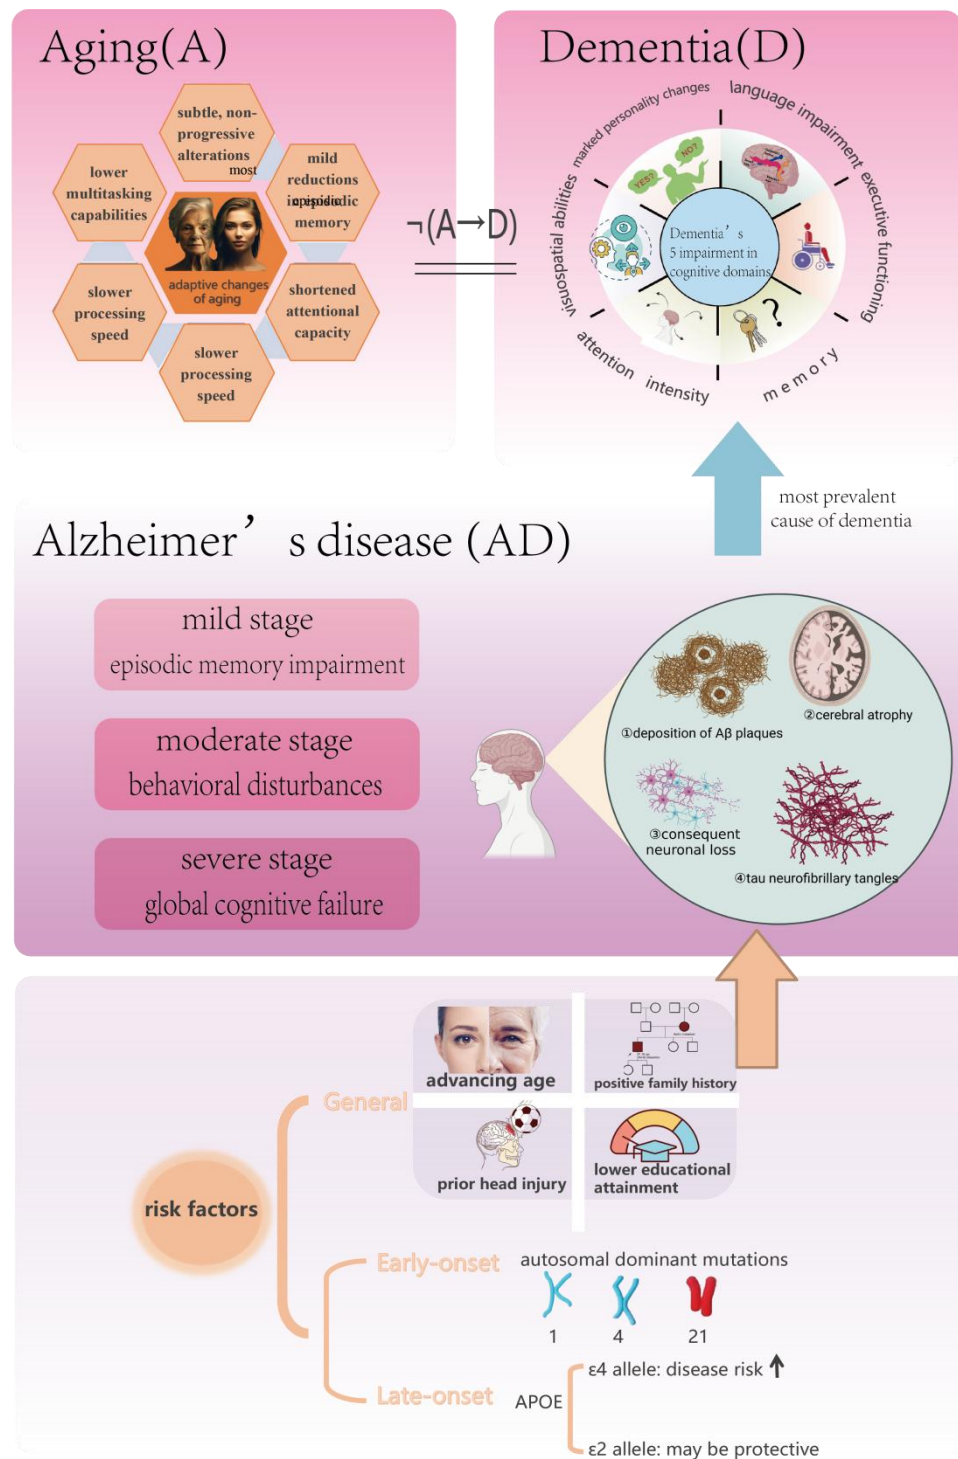 Aging(A)
subtle, non-
progressive
alterations
most
mild
reductions
in episodic
episodic
memory
lower
multitasking
capabilities
adaptive changes
of aging
slower
processing
speed
shortened
attentional
capacity
slower
processing
speed
¬(A→D)
Dementia(D)
marked personality changes
language impairment
executive functioning
memory
attention intensity
visuospatial abilities
YES?
NO?
Dementia’s
5 impairment in
cognitive domains
?
most prevalent
cause of dementia
Alzheimer’s disease (AD)
mild stage
episodic memory impairment
moderate stage
behavioral disturbances
severe stage
global cognitive failure
①deposition of Aβ plaques
②cerebral atrophy
③consequent
neuronal loss
④tau neurofibrillary tangles
risk factors
General
advancing age
positive family history
prior head injury
lower educational
attainment
Early-onset
autosomal dominant mutations
1 4 21
Late-onset
APOE
ε4 allele: disease risk ↑
ε2 allele: may be protective